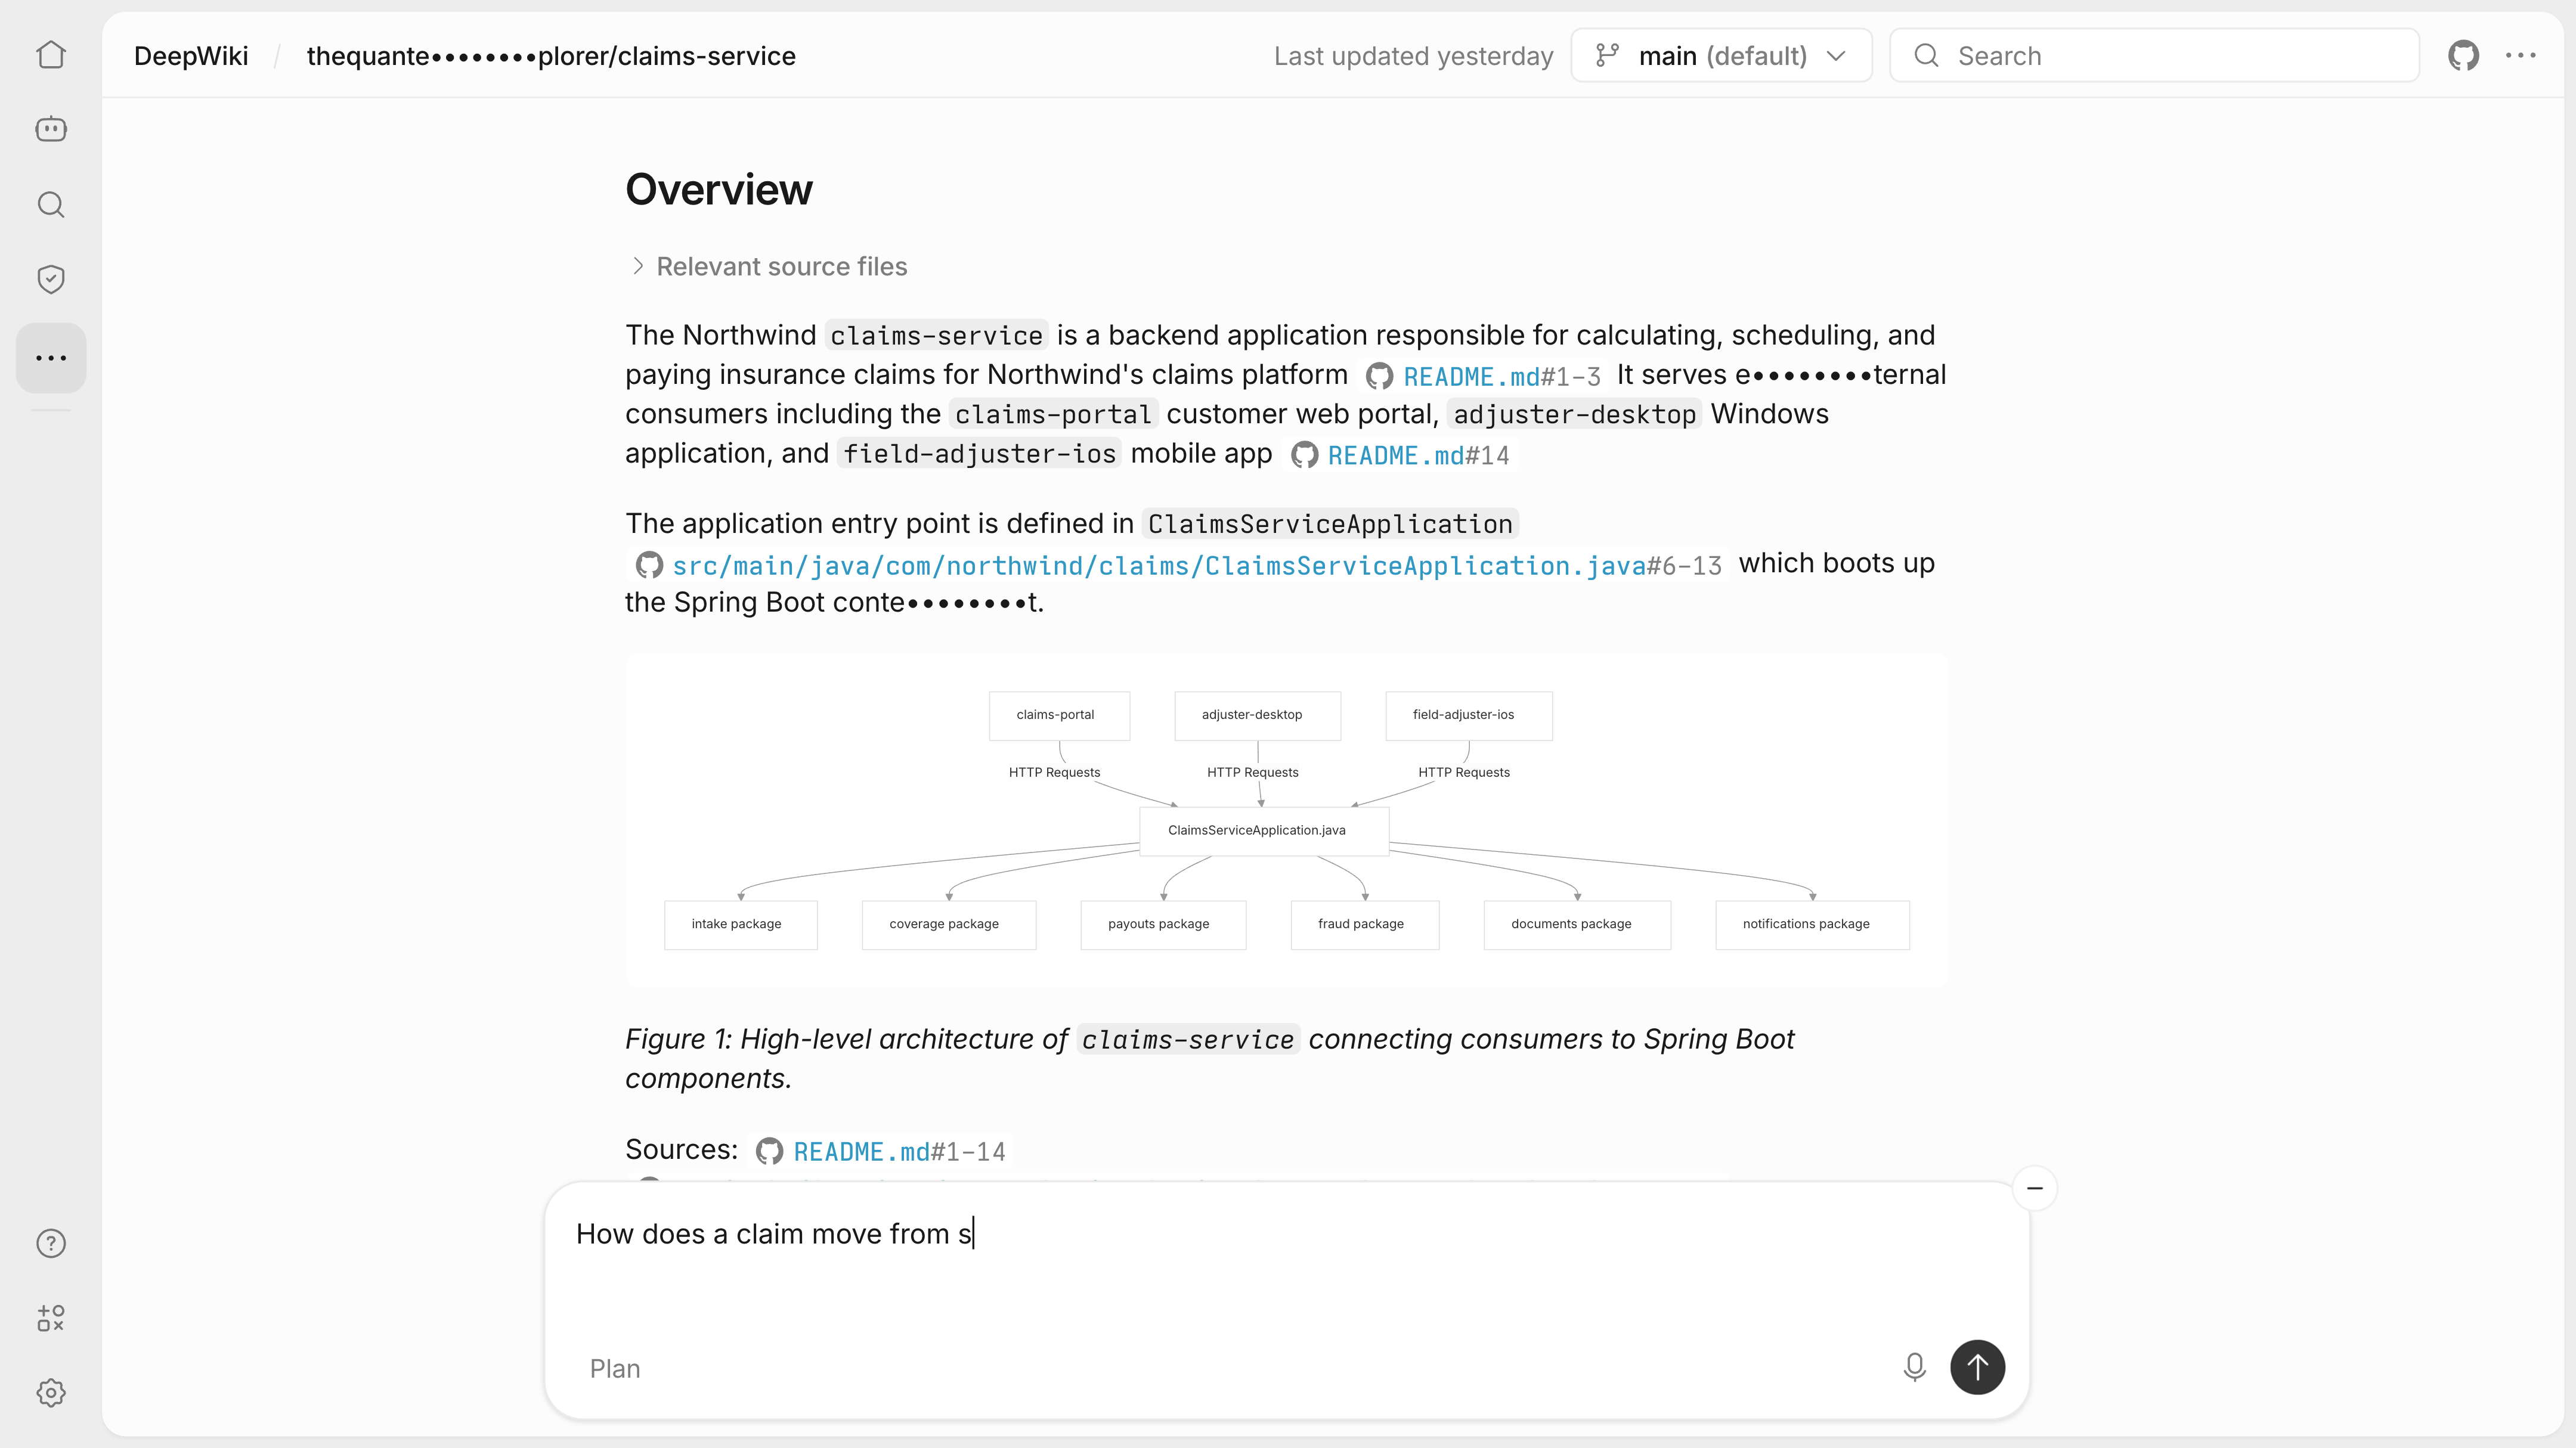 DeepWiki / thequante••••••••plorer/claims-service
Last updated yesterday
main (default)
Search
Overview
Relevant source files
The Northwind claims-service is a backend application responsible for calculating, scheduling, and
paying insurance claims for Northwind's claims platform README.md#1-3 It serves e••••••••ternal
consumers including the claims-portal customer web portal, adjuster-desktop Windows
application, and field-adjuster-ios mobile app README.md#14
The application entry point is defined in ClaimsServiceApplication
src/main/java/com/northwind/claims/ClaimsServiceApplication.java#6-13 which boots up
the Spring Boot conte••••••••t.
claims-portal
adjuster-desktop
field-adjuster-ios
HTTP Requests
HTTP Requests
HTTP Requests
ClaimsServiceApplication.java
intake package
coverage package
payouts package
fraud package
documents package
notifications package
Figure 1: High-level architecture of claims-service connecting consumers to Spring Boot
components.
Sources: README.md#1-14
How does a claim move from s
Plan